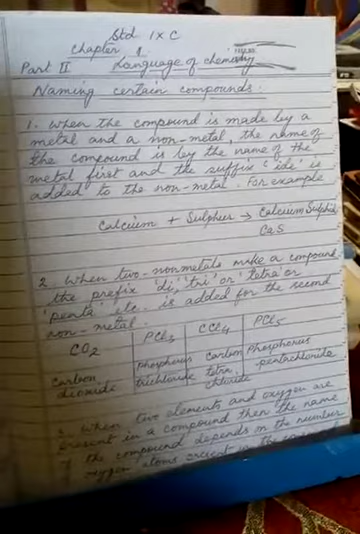 Std IX C
Chapter 1
Part II Language of chemistry
Naming certain compounds:
1. When the compound is made by a
metal and a non-metal, the name of
the compound is by the name of the
metal first and the suffix 'ide' is
added to the non-metal. For example
Calcium + Sulphur → Calcium Sulphide
CaS
2. When two-nonmetals make a compound,
the prefix 'di,' 'tri' or 'tetra' or
'penta' etc. is added for the second
non-metal.
CO2 PCl3 CCl4 PCl5
Carbon dioxide Phosphorus trichloride Carbon tetra chloride Phosphorus pentachloride
3. When two elements and oxygen are
present in a compound then the name
of the compound depends on the number
oxygen atoms present in the